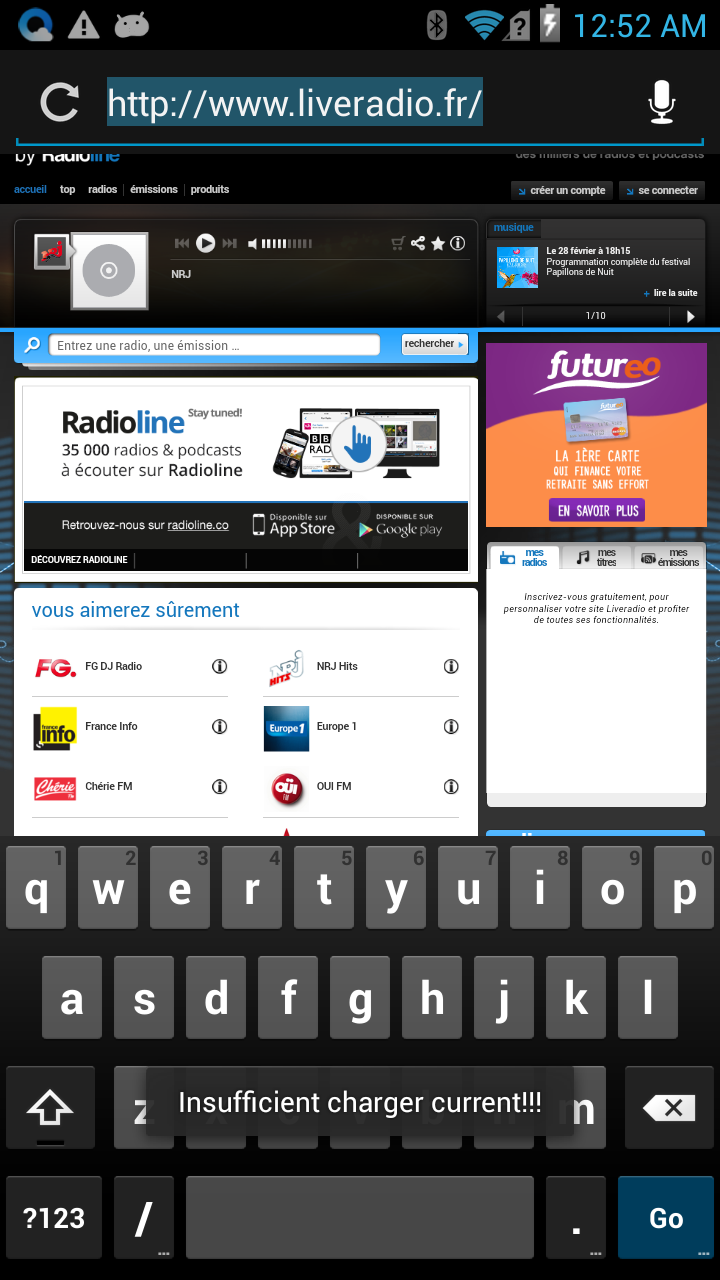 12:52 AM
http://www.liveradio.fr/
by Radioline
des milliers de radios et podcasts
accueil top radios émissions produits
créer un compte
se connecter
musique
NRJ
Le 28 février à 18h15
Programmation complète du festival
Papillons de Nuit
+ lire la suite
1/10
Entrez une radio, une émission ...
rechercher
futureo
LA 1ÈRE CARTE
QUI FINANCE VOTRE
RETRAITE SANS EFFORT
EN SAVOIR PLUS
Radioline Stay tuned!
35 000 radios & podcasts
à écouter sur Radioline
Retrouvez-nous sur radioline.co
Disponible sur
App Store
DISPONIBLE SUR
Google play
DÉCOUVREZ RADIOLINE
mes
radios
mes
titres
mes
émissions
Inscrivez-vous gratuitement, pour
personnaliser votre site Liveradio et profiter
de toutes ses fonctionnalités.
vous aimerez sûrement
FG. FG DJ Radio
NRJ HITS NRJ Hits
france info France Info
Europe 1 Europe 1
Chérie FM Chérie FM
OÜI FM OUI FM
1 2 3 4 5 6 7 8 9 0
q w e r t y u i o p
a s d f g h j k l
z m
Insufficient charger current!!!
?123 / . Go